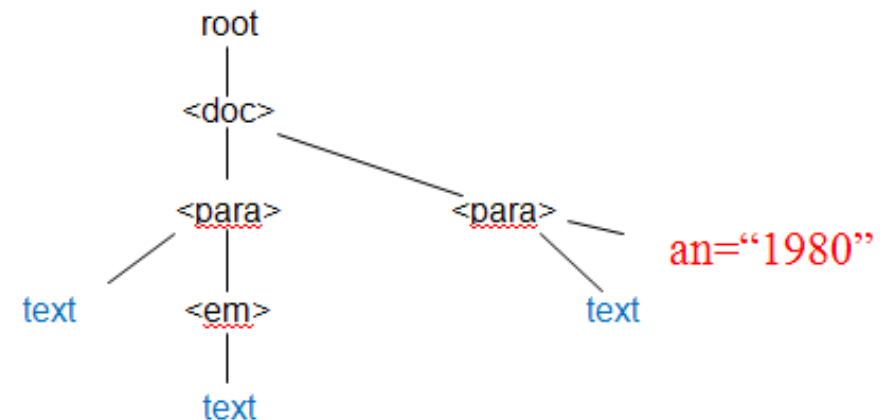 root
<doc>
<para> <para>
an=“1980”
text <em> text
text